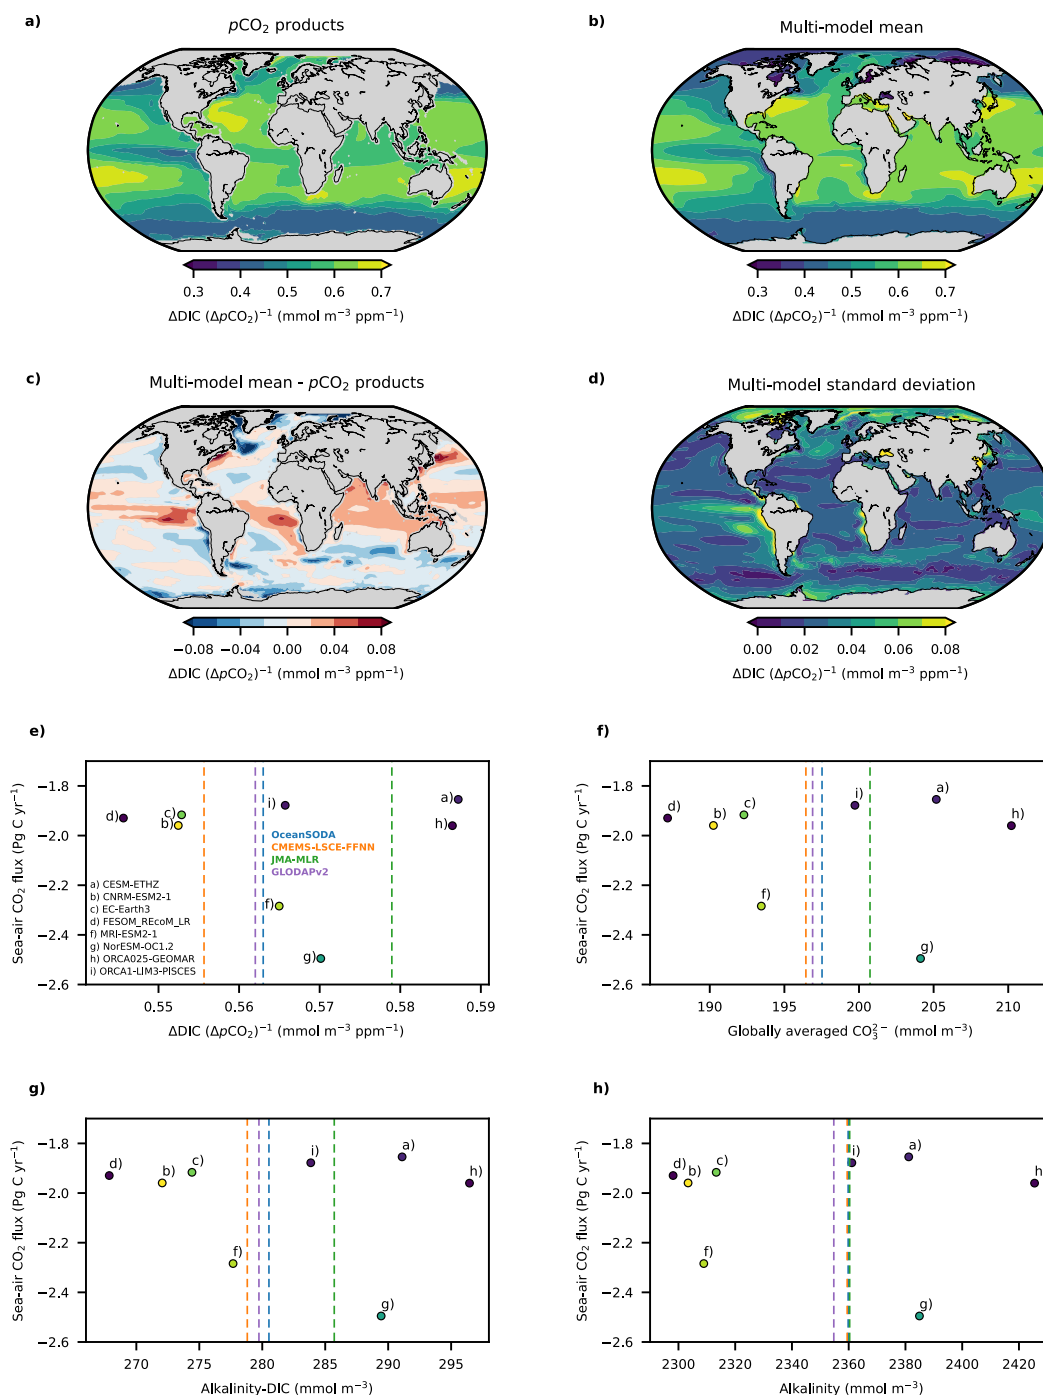 a)
pCO₂ products
0.3 0.4 0.5 0.6 0.7
ΔDIC (ΔpCO₂)⁻¹ (mmol m⁻³ ppm⁻¹)
b)
Multi-model mean
0.3 0.4 0.5 0.6 0.7
ΔDIC (ΔpCO₂)⁻¹ (mmol m⁻³ ppm⁻¹)
c)
Multi-model mean - pCO₂ products
−0.08 −0.04 0.00 0.04 0.08
ΔDIC (ΔpCO₂)⁻¹ (mmol m⁻³ ppm⁻¹)
d)
Multi-model standard deviation
0.00 0.02 0.04 0.06 0.08
ΔDIC (ΔpCO₂)⁻¹ (mmol m⁻³ ppm⁻¹)
e)
Sea-air CO₂ flux (Pg C yr⁻¹)
−1.8
−2.0
−2.2
−2.4
−2.6
d)
c)
b)
i)
a)
h)
f)
g)
OceanSODA
CMEMS-LSCE-FFNN
JMA-MLR
GLODAPv2
a) CESM-ETHZ
b) CNRM-ESM2-1
c) EC-Earth3
d) FESOM_REcoM_LR
f) MRI-ESM2-1
g) NorESM-OC1.2
h) ORCA025-GEOMAR
i) ORCA1-LIM3-PISCES
0.55 0.56 0.57 0.58 0.59
ΔDIC (ΔpCO₂)⁻¹ (mmol m⁻³ ppm⁻¹)
f)
Sea-air CO₂ flux (Pg C yr⁻¹)
−1.8
−2.0
−2.2
−2.4
−2.6
d)
b)
c)
i)
a)
h)
f)
g)
190 195 200 205 210
Globally averaged CO₃²⁻ (mmol m⁻³)
g)
Sea-air CO₂ flux (Pg C yr⁻¹)
−1.8
−2.0
−2.2
−2.4
−2.6
d)
b)
c)
i)
a)
h)
f)
g)
270 275 280 285 290 295
Alkalinity-DIC (mmol m⁻³)
h)
Sea-air CO₂ flux (Pg C yr⁻¹)
−1.8
−2.0
−2.2
−2.4
−2.6
d)
b)
c)
i)
a)
h
f)
g)
2300 2320 2340 2360 2380 2400 2420
Alkalinity (mmol m⁻³)